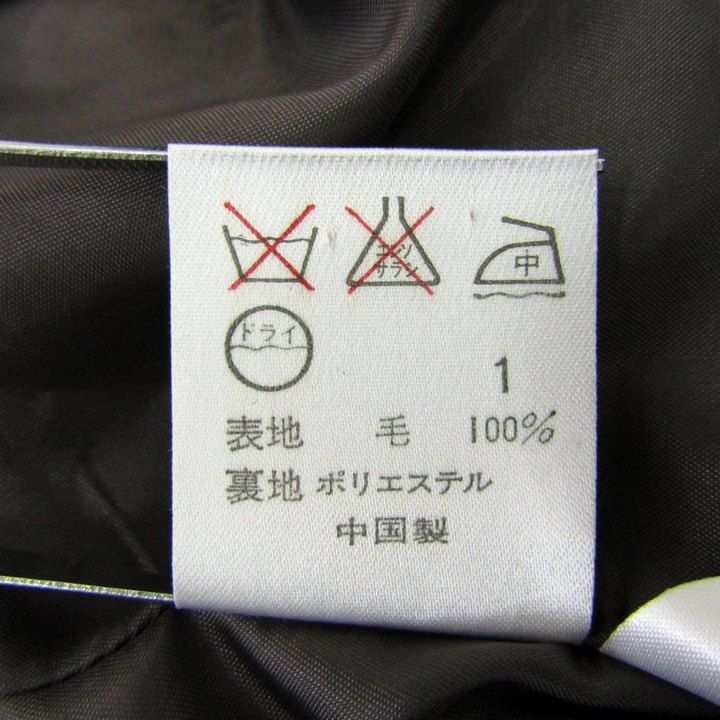 エンソ
サラシ
中
ドライ
1
表地 毛 100%
裏地 ポリエステル
中国製